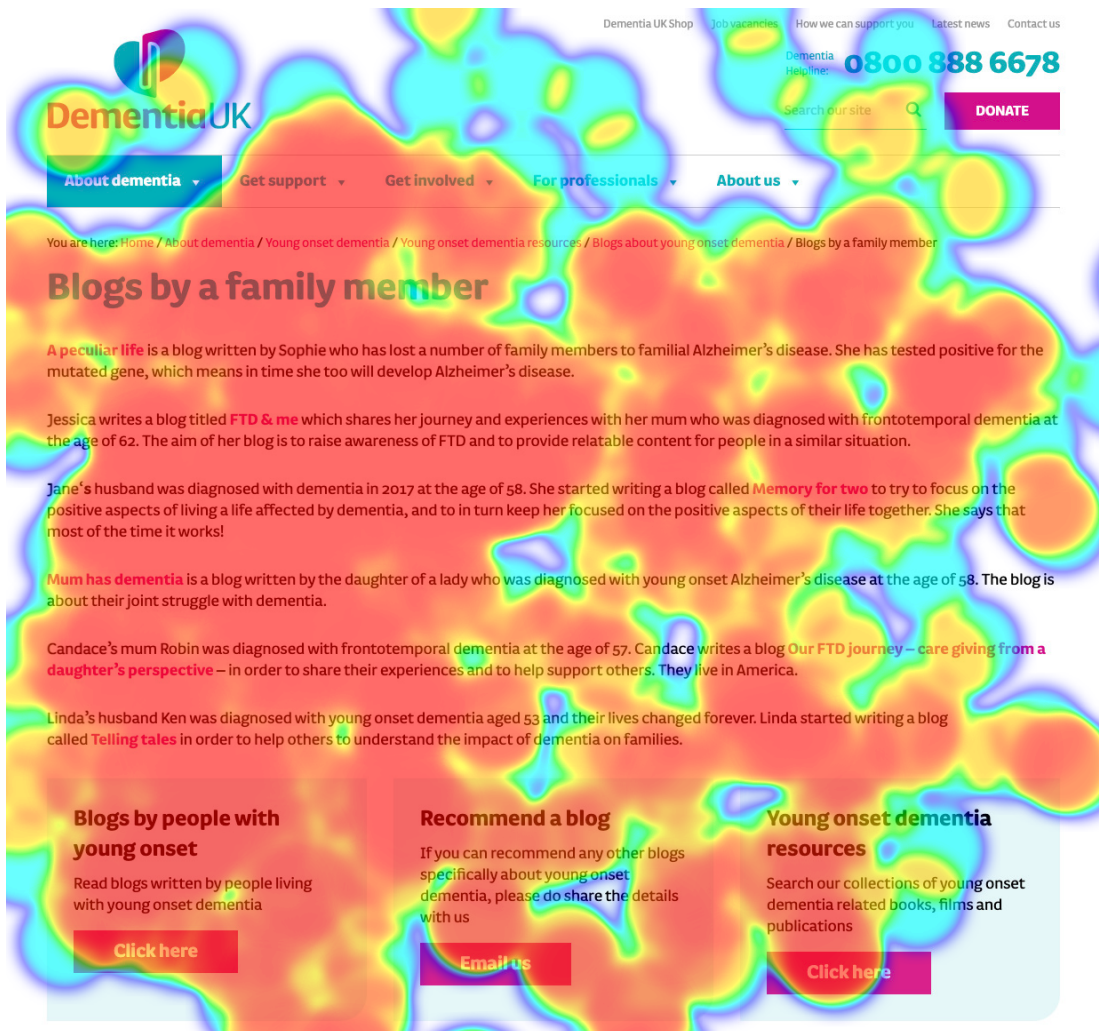 Dementia UK Shop Job vacancies How we can support you Latest news Contact us
Dementia Helpline: 0800 888 6678
DementiaUK
Search our site
DONATE
About dementia Get support Get involved For professionals About us
You are here: Home / About dementia / Young onset dementia / Young onset dementia resources / Blogs about young onset dementia / Blogs by a family member
Blogs by a family member
A peculiar life is a blog written by Sophie who has lost a number of family members to familial Alzheimer's disease. She has tested positive for the
mutated gene, which means in time she too will develop Alzheimer's disease.
Jessica writes a blog titled FTD & me which shares her journey and experiences with her mum who was diagnosed with frontotemporal dementia at
the age of 62. The aim of her blog is to raise awareness of FTD and to provide relatable content for people in a similar situation.
Jane‘s husband was diagnosed with dementia in 2017 at the age of 58. She started writing a blog called Memory for two to try to focus on the
positive aspects of living a life affected by dementia, and to in turn keep her focused on the positive aspects of their life together. She says that
most of the time it works!
Mum has dementia is a blog written by the daughter of a lady who was diagnosed with young onset Alzheimer's disease at the age of 58. The blog is
about their joint struggle with dementia.
Candace's mum Robin was diagnosed with frontotemporal dementia at the age of 57. Candace writes a blog Our FTD journey – care giving from a
daughter's perspective – in order to share their experiences and to help support others. They live in America.
Linda's husband Ken was diagnosed with young onset dementia aged 53 and their lives changed forever. Linda started writing a blog
called Telling tales in order to help others to understand the impact of dementia on families.
Blogs by people with
young onset
Read blogs written by people living
with young onset dementia
Click here
Recommend a blog
If you can recommend any other blogs
specifically about young onset
dementia, please do share the details
with us
Email us
Young onset dementia
resources
Search our collections of young onset
dementia related books, films and
publications
Click here